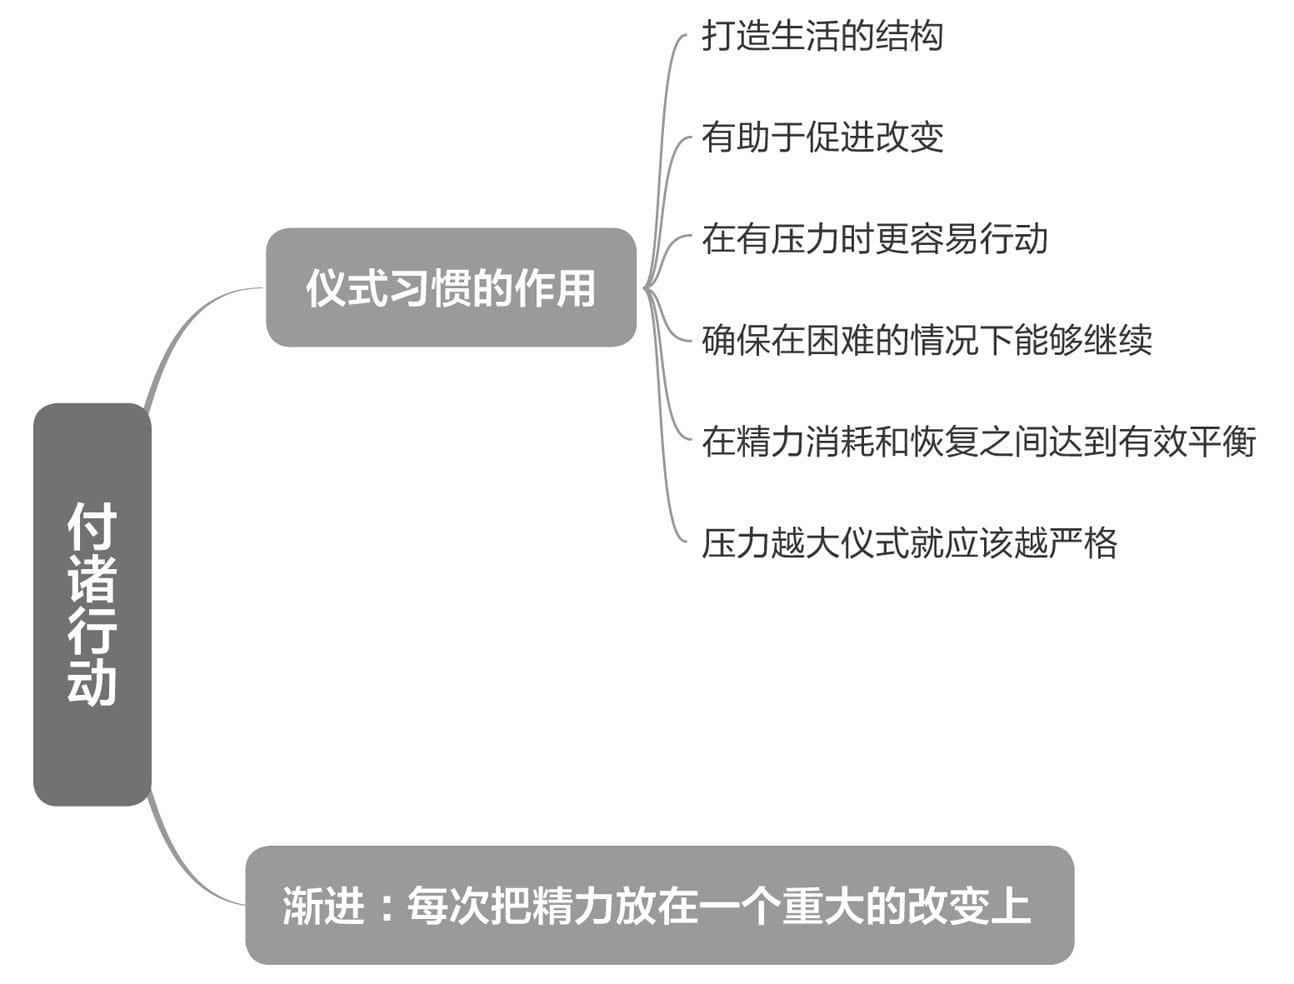 付诸行动
仪式习惯的作用
打造生活的结构
有助于促进改变
在有压力时更容易行动
确保在困难的情况下能够继续
在精力消耗和恢复之间达到有效平衡
压力越大仪式就应该越严格
渐进：每次把精力放在一个重大的改变上